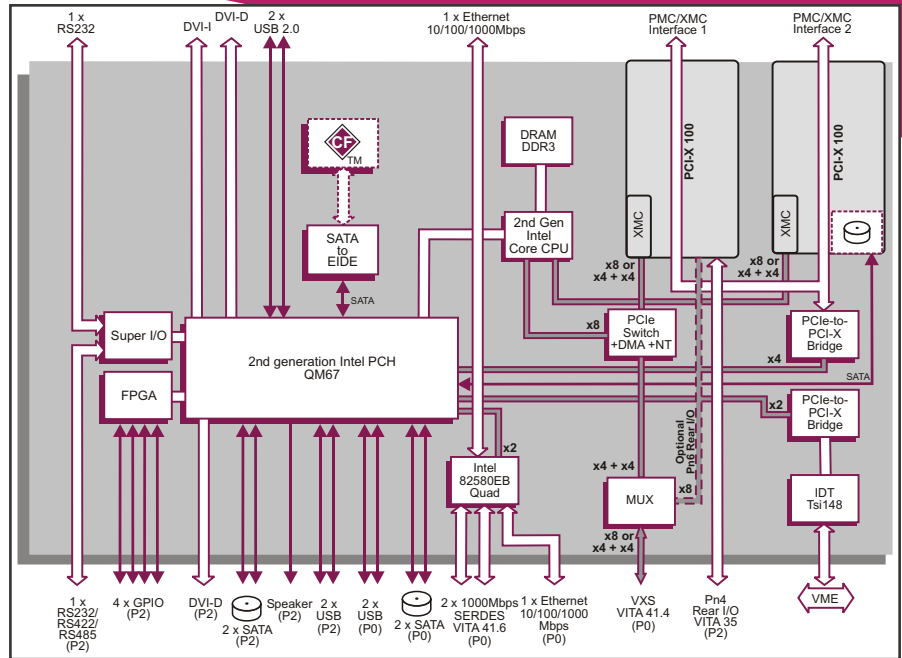 1 x
RS232
DVI-I
DVI-D
2 x
USB 2.0
1 x Ethernet
10/100/1000Mbps
PMC/XMC
Interface 1
PMC/XMC
Interface 2
CF
TM
DRAM
DDR3
PCI-X 100
PCI-X 100
XMC
XMC
SATA
to
EIDE
2nd Gen
Intel
Core CPU
x8 or
x4 + x4
x8 or
x4 + x4
SATA
Super I/O
2nd generation Intel PCH
QM67
x8
PCIe
Switch
+DMA +NT
PCIe-to-
PCI-X
Bridge
x4
SATA
FPGA
x2
PCIe-to-
PCI-X
Bridge
Optional
Pn6 Rear I/O
x2
Intel
82580EB
Quad
x4 + x4
MUX
x8
IDT
Tsi148
x8 or
x4 + x4
1 x
RS232/
RS422/
RS485
(P2)
4 x GPIO
(P2)
DVI-D
(P2)
2 x SATA
(P2)
Speaker
(P2)
2 x
USB
(P2)
2 x
USB
(P0)
2 x SATA
(P0)
2 x 1000Mbps
SERDES
VITA 41.6
(P0)
1 x Ethernet
10/100/1000
Mbps
(P0)
VXS
VITA 41.4
(P0)
Pn4
Rear I/O
VITA 35
(P2)
VME